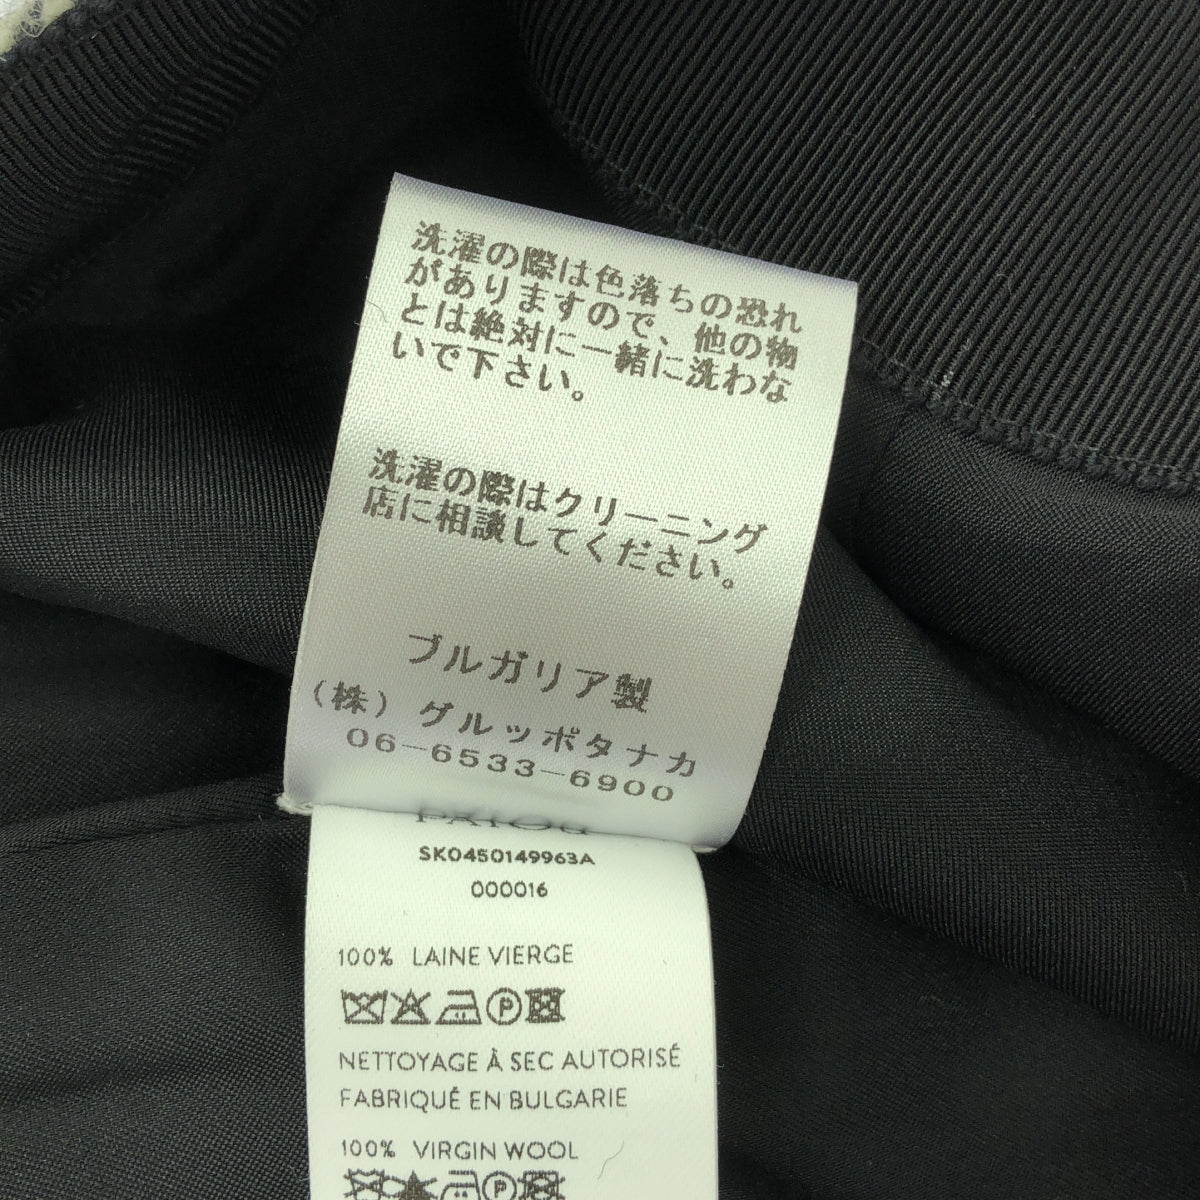 洗濯の際は色落ちの恐れ
がありますので、他の物
とは絶対に一緒に洗わな
いで下さい。
洗濯の際はクリーニング
店に相談してください。
ブルガリア製
（株）グルッポタナカ
06-6533-6900
SK0450149963A
000016
100% LAINE VIERGE
NETTOYAGE À SEC AUTORISÉ
FABRIQUÉ EN BULGARIE
100% VIRGIN WOOL